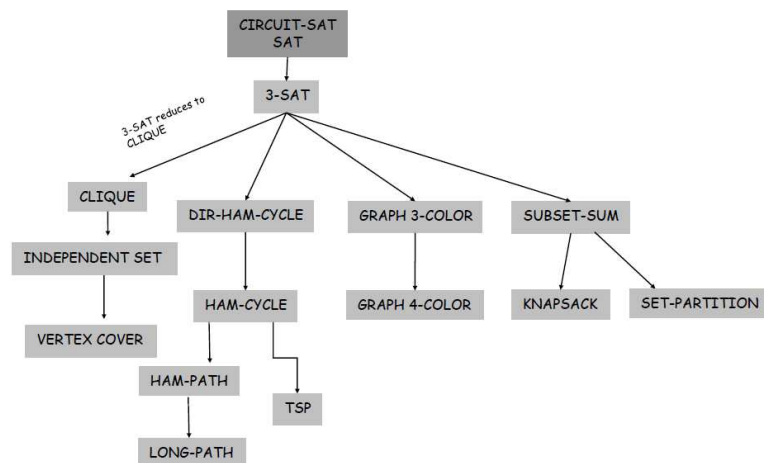 CIRCUIT-SAT
SAT
3-SAT
3-SAT reduces to
CLIQUE
CLIQUE
DIR-HAM-CYCLE
GRAPH 3-COLOR
SUBSET-SUM
INDEPENDENT SET
HAM-CYCLE
GRAPH 4-COLOR
KNAPSACK
SET-PARTITION
VERTEX COVER
HAM-PATH
TSP
LONG-PATH